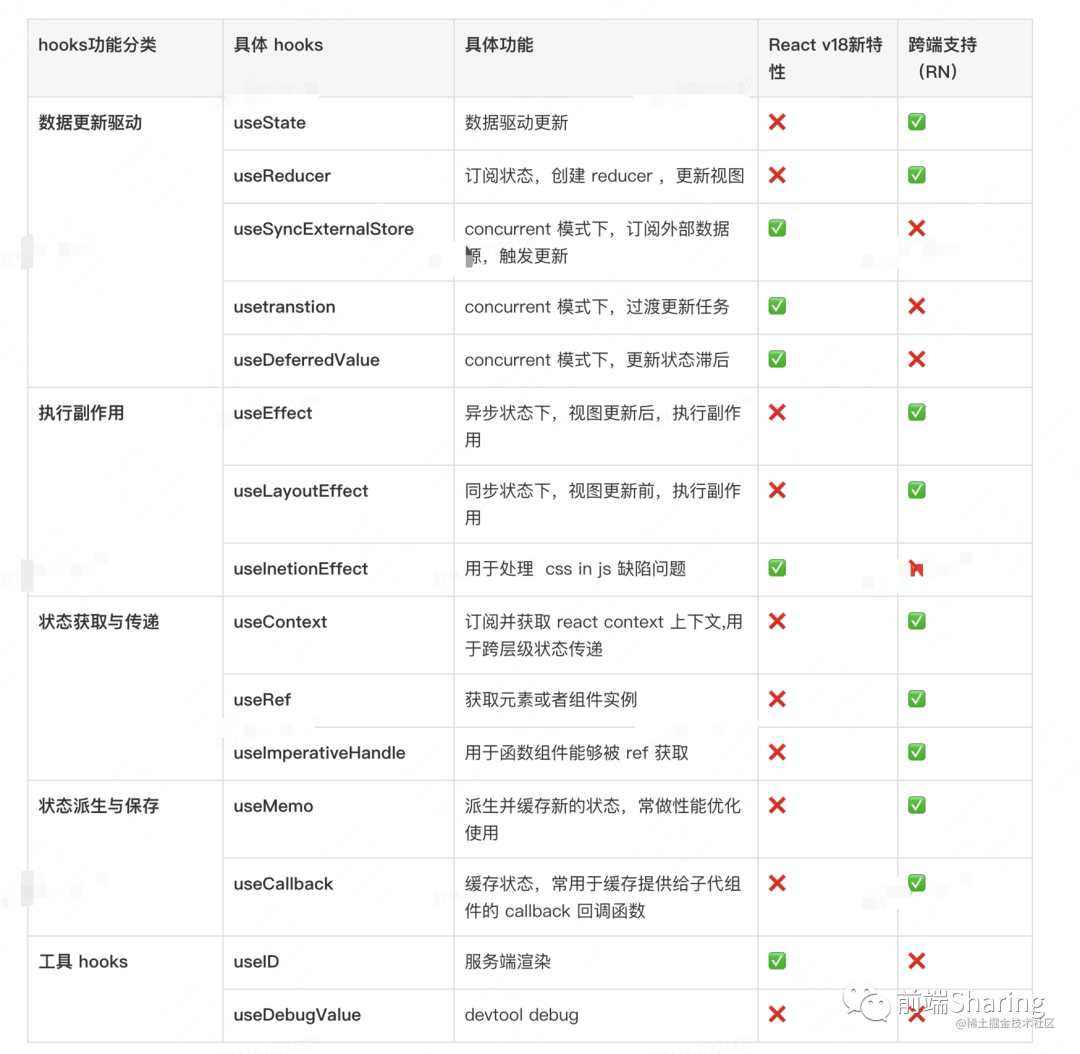 hooks功能分类 具体 hooks 具体功能 React v18新特 跨端支持
性 （RN）
数据更新驱动 useState 数据驱动更新 ❌ ✅
useReducer 订阅状态，创建 reducer ，更新视图 ❌ ✅
useSyncExternalStore concurrent 模式下，订阅外部数据 ✅ ❌
源，触发更新
usetranstion concurrent 模式下，过渡更新任务 ✅ ❌
useDeferredValue concurrent 模式下，更新状态滞后 ✅ ❌
执行副作用 useEffect 异步状态下，视图更新后，执行副作 ❌ ✅
用
useLayoutEffect 同步状态下，视图更新前，执行副作 ❌ ✅
用
useInetionEffect 用于处理 css in js 缺陷问题 ✅ ❌
状态获取与传递 useContext 订阅并获取 react context 上下文,用 ❌ ✅
于跨层级状态传递
useRef 获取元素或者组件实例 ❌ ✅
useImperativeHandle 用于函数组件能够被 ref 获取 ❌ ✅
状态派生与保存 useMemo 派生并缓存新的状态，常做性能优化 ❌ ✅
使用
useCallback 缓存状态，常用于缓存提供给子代组 ❌ ✅
件的 callback 回调函数
工具 hooks useID 服务端渲染 ✅ ❌
useDebugValue devtool debug ❌ ❌
前端Sharing
@稀土掘金技术社区